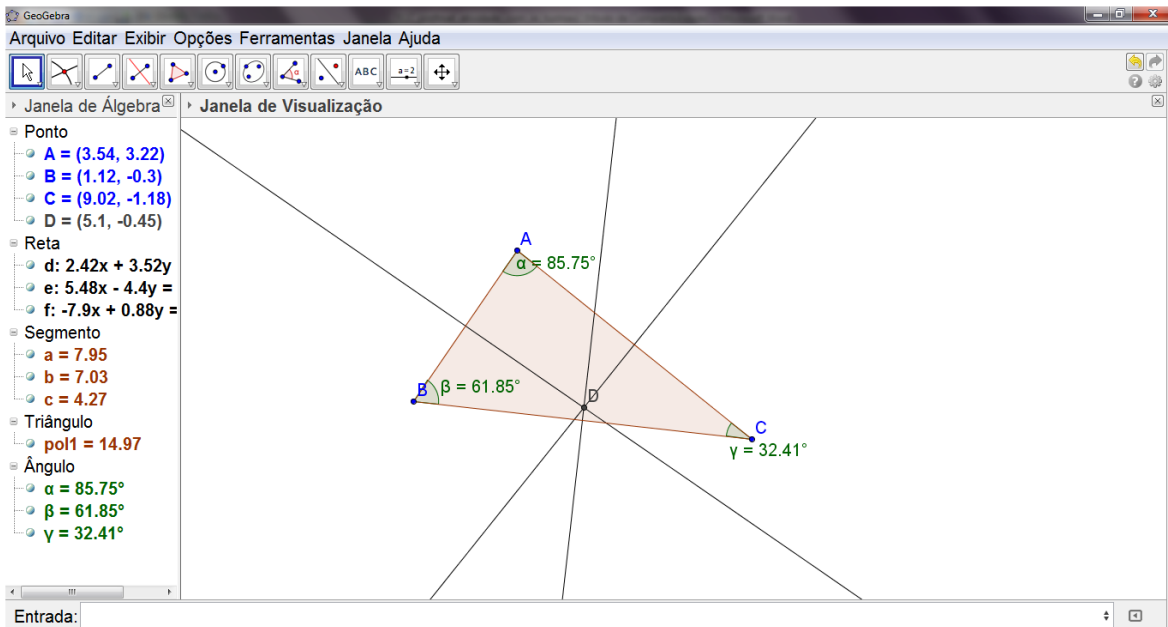 GeoGebra
Arquivo Editar Exibir Opções Ferramentas Janela Ajuda
ABC
a=2
Janela de Álgebra
Janela de Visualização
Ponto
A = (3.54, 3.22)
B = (1.12, -0.3)
C = (9.02, -1.18)
D = (5.1, -0.45)
Reta
d: 2.42x + 3.52y
e: 5.48x - 4.4y =
f: -7.9x + 0.88y =
Segmento
a = 7.95
b = 7.03
c = 4.27
Triângulo
pol1 = 14.97
Ângulo
α = 85.75°
β = 61.85°
γ = 32.41°
A
α = 85.75°
B
β = 61.85°
D
C
γ = 32.41°
Entrada: